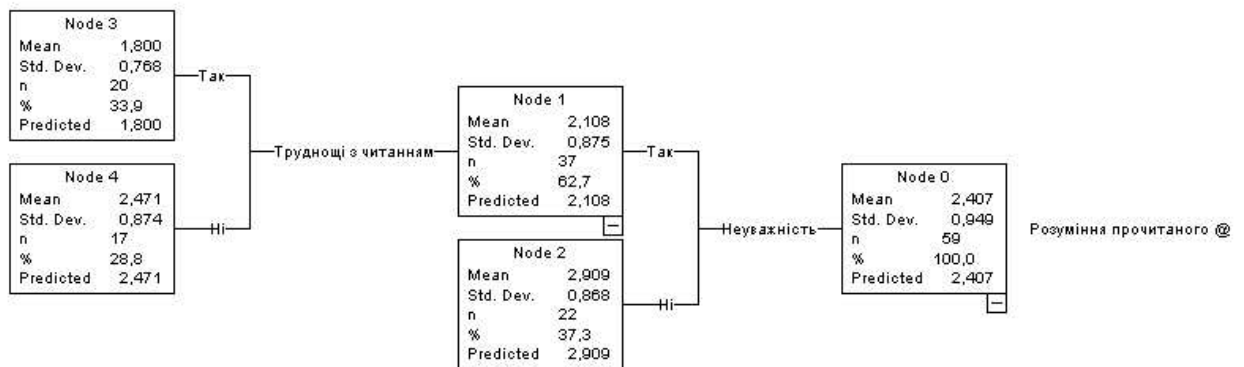 Node 3
Mean 1,800
Std. Dev. 0,768
n 20
% 33,9
Predicted 1,800
Так
Node 4
Mean 2,471
Std. Dev. 0,874
n 17
% 28,8
Predicted 2,471
Ні
Труднощі з читанням
Node 1
Mean 2,108
Std. Dev. 0,875
n 37
% 62,7
Predicted 2,108
Так
Node 2
Mean 2,909
Std. Dev. 0,868
n 22
% 37,3
Predicted 2,909
Ні
Неуважність
Node 0
Mean 2,407
Std. Dev. 0,949
n 59
% 100,0
Predicted 2,407
Розуміння прочитаного @